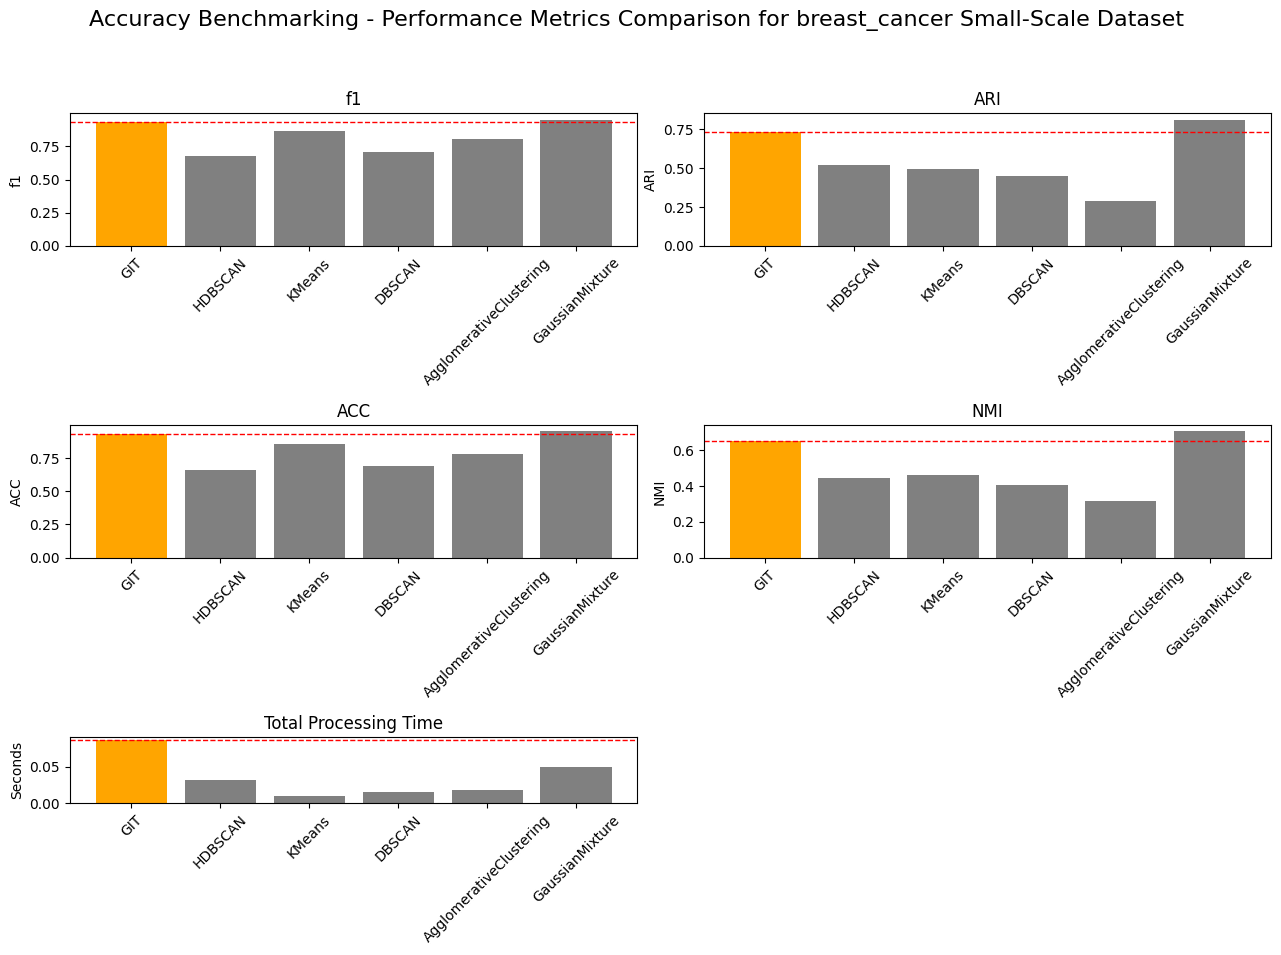 Accuracy Benchmarking - Performance Metrics Comparison for breast_cancer Small-Scale Dataset
f1
f1
0.75
0.50
0.25
0.00
GIT
HDBSCAN
KMeans
DBSCAN
AgglomerativeClustering
GaussianMixture
ARI
ARI
0.75
0.50
0.25
0.00
GIT
HDBSCAN
KMeans
DBSCAN
AgglomerativeClustering
GaussianMixture
ACC
ACC
0.75
0.50
0.25
0.00
GIT
HDBSCAN
KMeans
DBSCAN
AgglomerativeClustering
GaussianMixture
NMI
NMI
0.6
0.4
0.2
0.0
GIT
HDBSCAN
KMeans
DBSCAN
AgglomerativeClustering
GaussianMixture
Total Processing Time
Seconds
0.05
0.00
GIT
HDBSCAN
KMeans
DBSCAN
AgglomerativeClustering
GaussianMixture